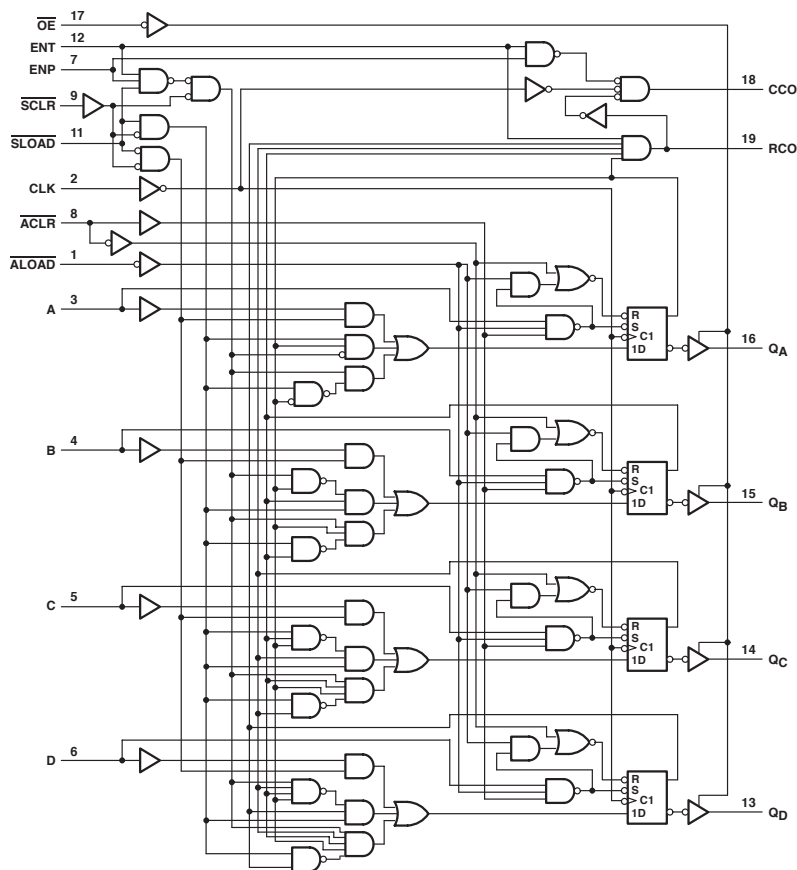 OE 17
ENT 12
ENP 7
SCLR 9
SLOAD 11
CLK 2
ACLR 8
ALOAD 1
18 CCO
19 RCO
A 3
R
S
C1
1D
16 QA
B 4
R
S
C1
1D
15 QB
C 5
R
S
C1
1D
14 QC
D 6
R
S
C1
1D
13 QD